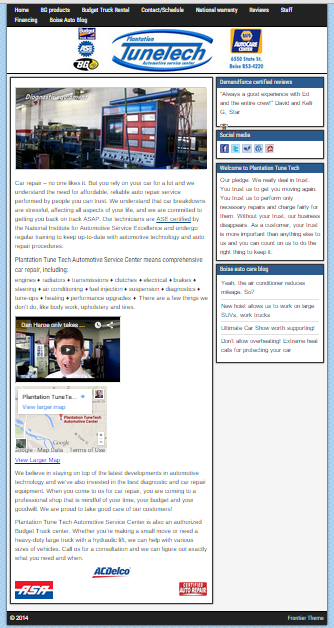 Home BG products Budget Truck Rental Contact/Schedule National warranty Reviews Staff
Financing Boise Auto Blog
Budget
ASE
BG
Plantation
TuneTech
Automotive service Center
NAPA
AUTOCARE
CENTER
6550 State St.
Boise 853-4220
Diagnostic equipment
Car repair – no one likes it. But you rely on your car for a lot and we
understand the need for affordable, reliable auto repair service
performed by people you can trust. We understand that car breakdowns
are stressful, affecting all aspects of your life, and we are committed to
getting you back on track ASAP. Our technicians are ASE certified by
the National Institute for Automotive Service Excellence and undergo
regular training to keep up-to-date with automotive technology and auto
repair procedures.
Plantation Tune Tech Automotive Service Center means comprehensive
car repair, including:
engines ♦ radiators ♦ transmissions ♦ clutches ♦ electrical ♦ brakes ♦
steering ♦ air conditioning ♦ fuel injection ♦ suspension ♦ diagnostics ♦
tune-ups ♦ heating ♦ performance upgrades ♦ There are a few things we
don't do, like body work, upholstery and tires.
Dan Haroe only takes ...
Plantation TuneTa...
View larger map
Plantation TuneTech
Automotive Center
Google
Google Map Data Terms of Use
View Larger Map
We believe in staying on top of the latest developments in automotive
technology and we've also invested in the best diagnostic and car repair
equipment. When you come to us for car repair, you are coming to a
professional shop that is mindful of your time, your budget and your
goodwill. We are proud to take good care of our customers!
Plantation Tune Tech Automotive Service Center is also an authorized
Budget Truck center. Whether you're making a small move or need a
heavy-duty large truck with a hydraulic lift, we can help with various
sizes of vehicles. Call us for a consultation and we can figure out exactly
what you need and when.
ASA
ACDelco
CERTIFIED
AUTO REPAIR
Demandforce certified reviews
"Always a good experience with Ed
and the entire crew!" David and Kelli
G, Star
Social media
Welcome to Plantation Tune Tech
Our pledge: We really deal in trust.
You trust us to get you moving again.
You trust us to perform only
necessary repairs and charge fairly for
them. Without your trust, our business
disappears. As a customer, your trust
is more important than anything else to
us and you can count on us to do the
right thing to keep it.
Boise auto care blog
Yeah, the air conditioner reduces
mileage. So?
New hoist allows us to work on large
SUVs, work trucks
Ultimate Car Show worth supporting!
Don't allow overheating! Extreme heat
calls for protecting your car
© 2014
Frontier Theme